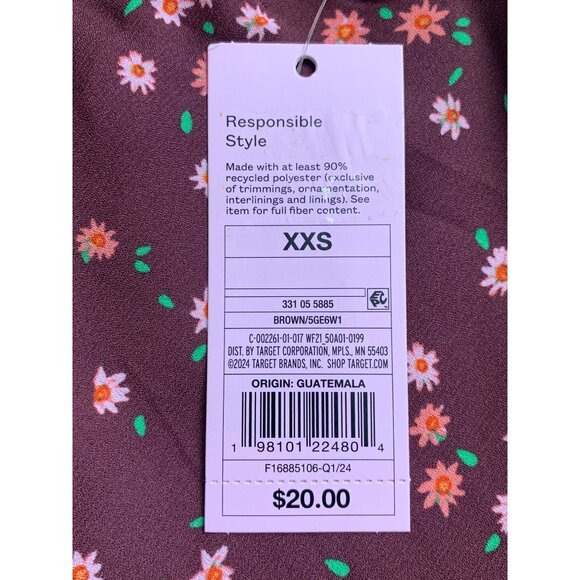 Responsible
Style
Made with at least 90%
recycled polyester (exclusive
of trimmings, ornamentation,
interlinings and linings). See
item for full fiber content.
XXS
331 05 5885
BROWN/5GE6W1
C-002261-01-017 WF21_50A01-0199
DIST. BY TARGET CORPORATION, MPLS., MN 55403
©2024 TARGET BRANDS, INC. SHOP TARGET.COM
ORIGIN: GUATEMALA
1 98101 22480 4
F16885106-Q1/24
$20.00